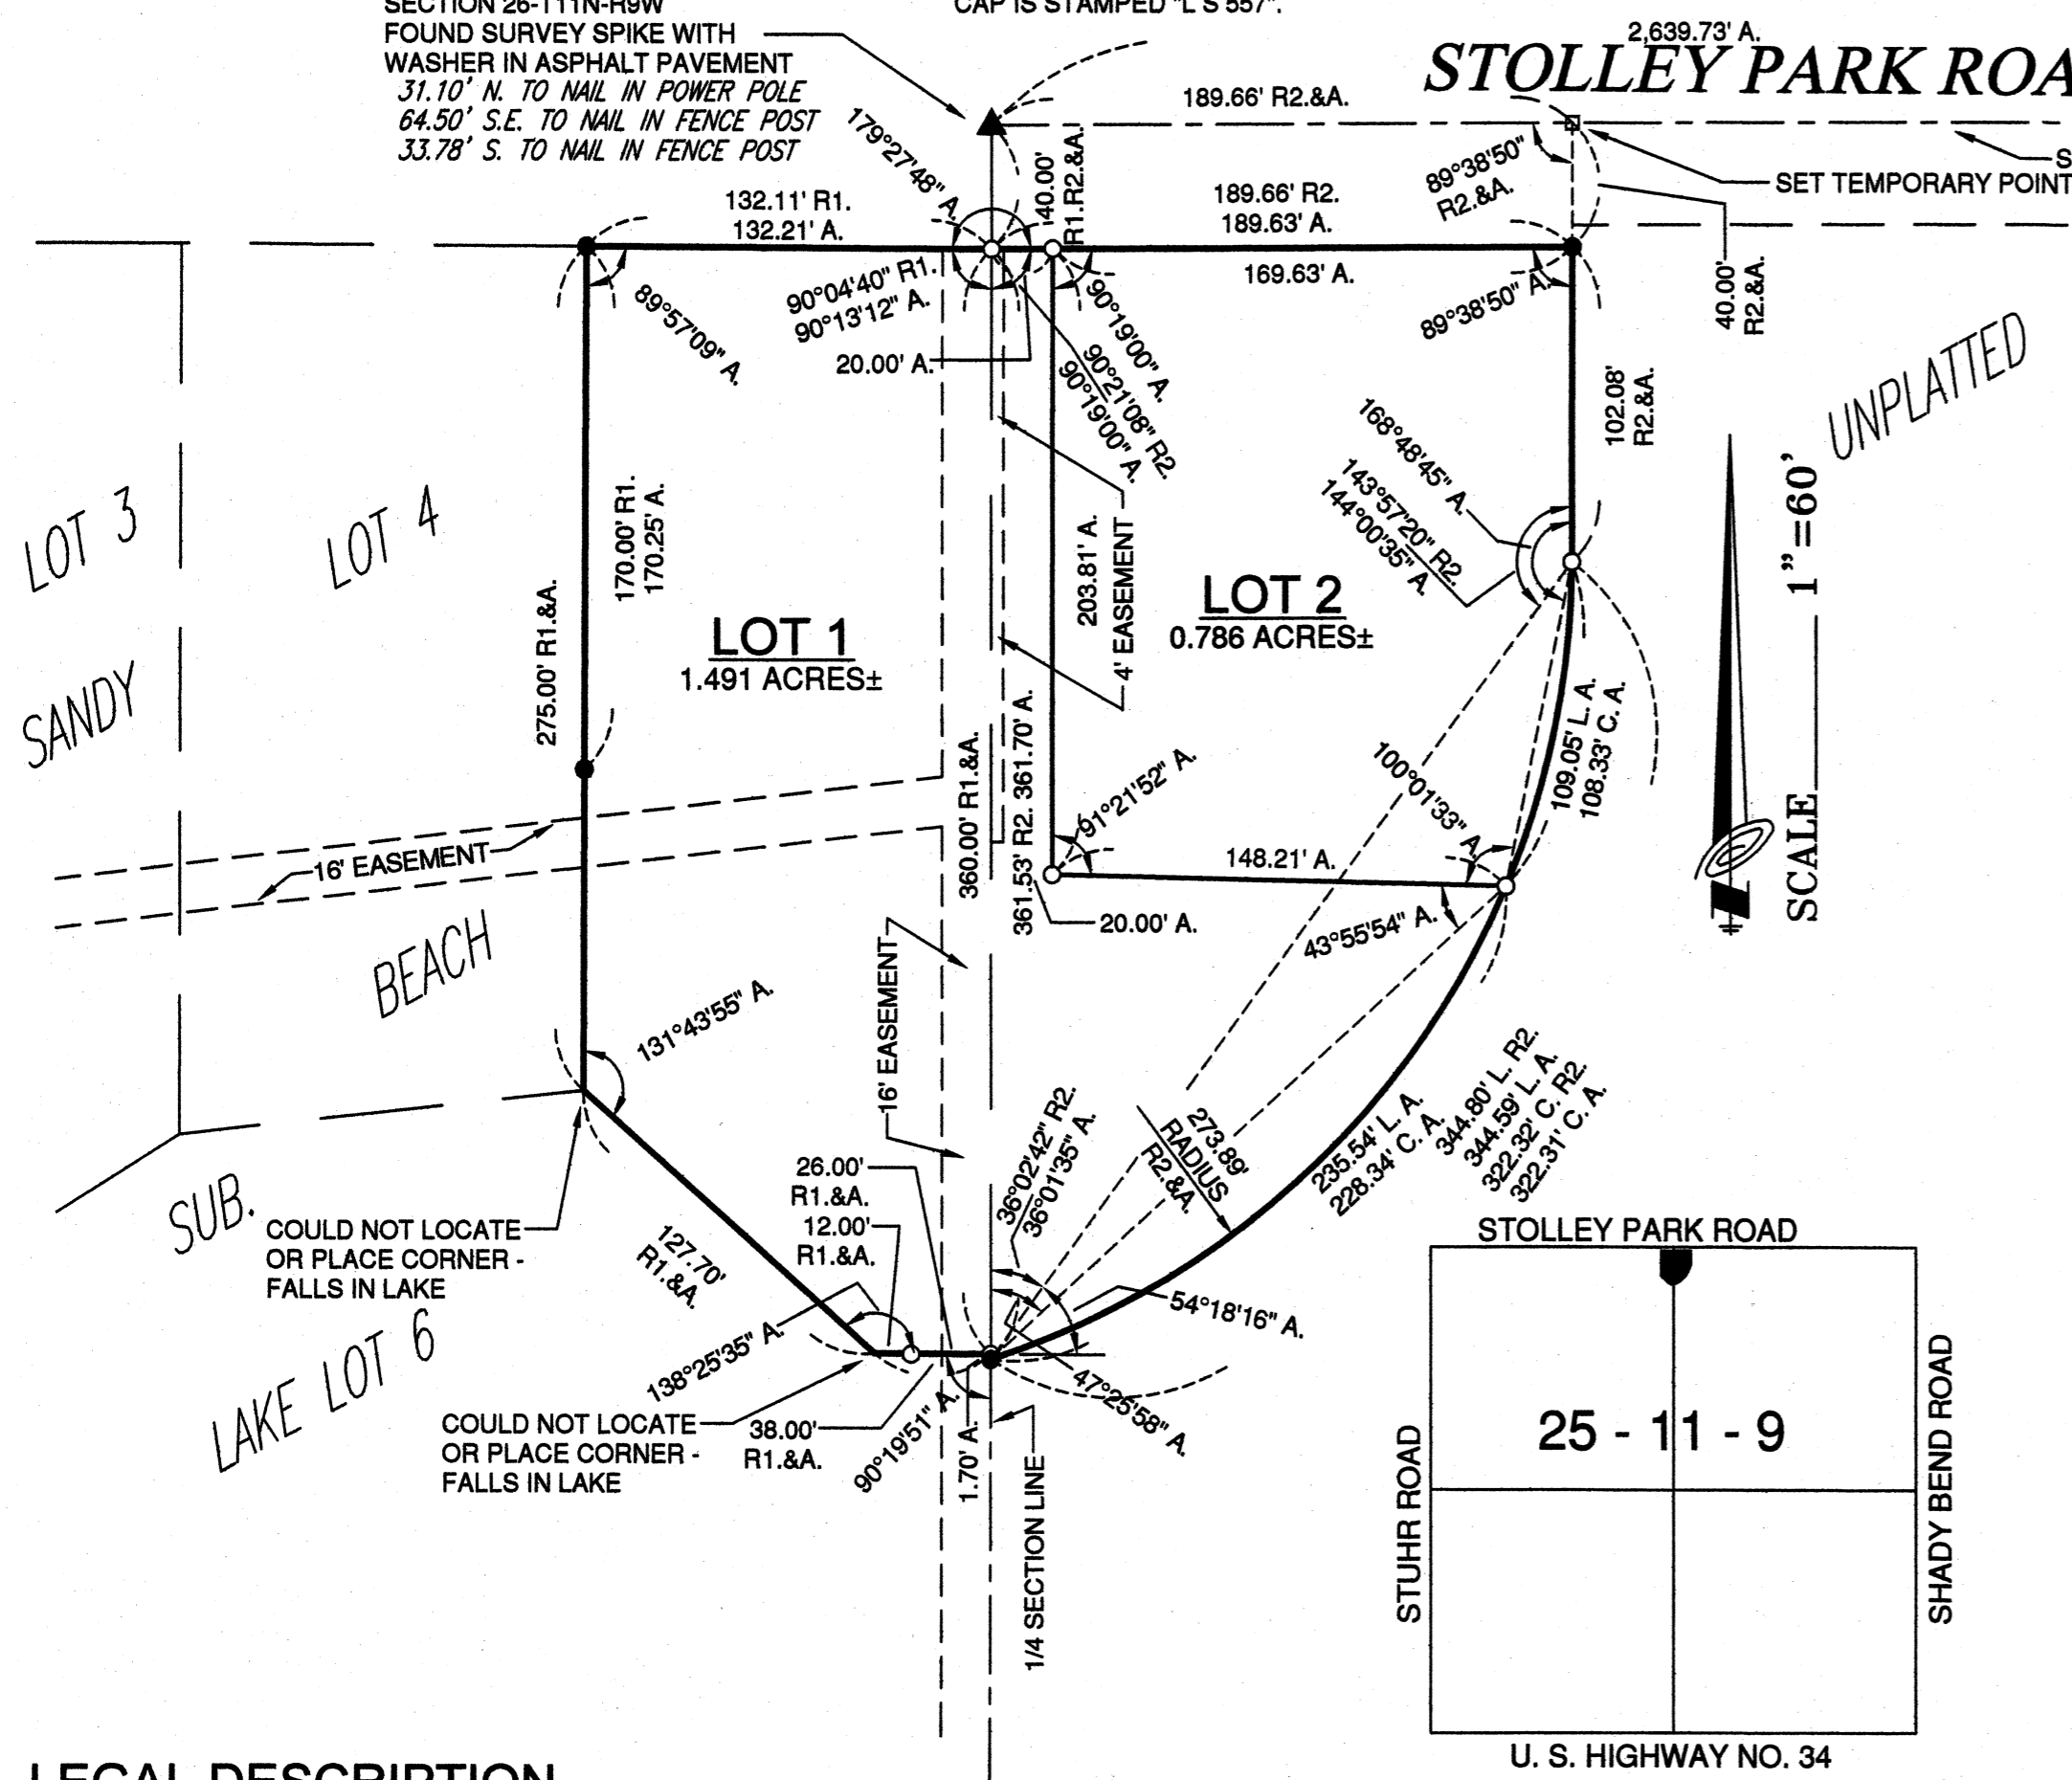 SECTION 26-T11N-R9W
FOUND SURVEY SPIKE WITH
WASHER IN ASPHALT PAVEMENT
31.10' N. TO NAIL IN POWER POLE
64.50' S.E. TO NAIL IN FENCE POST
33.78' S. TO NAIL IN FENCE POST
CAP IS STAMPED "L S 557".
2,639.73' A.
STOLLEY PARK ROA
189.66' R2.&A.
179°27'48" A.
40.00'
R1.R2.&A.
89°38'50"
R2.&A.
S
SET TEMPORARY POINT
132.11' R1.
132.21' A.
189.66' R2.
189.63' A.
169.63' A.
40.00'
R2.&A.
89°57'09" A.
90°04'40" R1.
90°13'12" A.
20.00' A.
90°19'00" A.
90°21'08" R2.
90°19'00" A.
89°38'50" A.
102.08'
R2.&A.
UNPLATTED
168°48'45" A.
143°57'20" R2.
144°00'35" A.
LOT 3
LOT 4
170.00' R1.
170.25' A.
275.00' R1.&A.
LOT 1
1.491 ACRES±
203.81' A.
4' EASEMENT
LOT 2
0.786 ACRES±
1"=60'
SCALE
SANDY
109.05' L. A.
108.33' C. A.
360.00' R1.&A.
361.53' R2. 361.70' A.
91°21'52" A.
100°01'33" A.
16' EASEMENT
148.21' A.
20.00' A.
43°55'54" A.
BEACH
16' EASEMENT
131°43'55" A.
273.89'
RADIUS
R2.&A.
36°02'42" R2.
36°01'35" A.
235.54' L. A.
228.34' C. A.
344.80' L. R2.
344.59' L. A.
322.32' C. R2.
322.31' C. A.
SUB.
COULD NOT LOCATE
OR PLACE CORNER -
FALLS IN LAKE
26.00'
R1.&A.
12.00'
R1.&A.
127.70'
R1.&A.
54°18'16" A.
138°25'35" A.
47°25'58" A.
LAKE LOT 6
COULD NOT LOCATE
OR PLACE CORNER -
FALLS IN LAKE
38.00'
R1.&A.
90°19'51" A.
1.70' A.
1/4 SECTION LINE
STOLLEY PARK ROAD
25 - 11 - 9
STUHR ROAD
SHADY BEND ROAD
U. S. HIGHWAY NO. 34
LEGAL DESCRIPTION